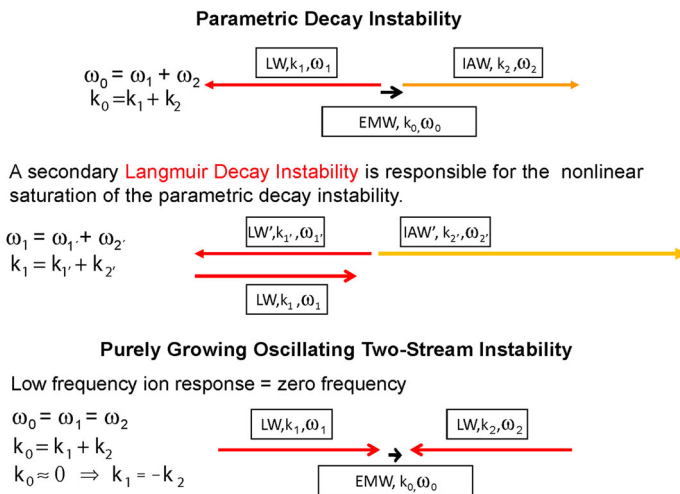 Parametric Decay Instability
LW,k₁,ω₁
IAW, k₂,ω₂
ω₀ = ω₁ + ω₂
k₀=k₁+ k₂
EMW, k₀,ω₀
A secondary Langmuir Decay Instability is responsible for the nonlinear
saturation of the parametric decay instability.
LW',k₁',ω₁'
IAW', k₂',ω₂'
ω₁ = ω₁'+ ω₂'
k₁ = k₁'+ k₂'
LW,k₁,ω₁
Purely Growing Oscillating Two-Stream Instability
Low frequency ion response = zero frequency
ω₀ = ω₁ = ω₂
LW,k₁,ω₁
LW,k₂,ω₂
k₀= k₁ + k₂
k₀≈ 0 ⇒ k₁ = -k₂
EMW, k₀,ω₀